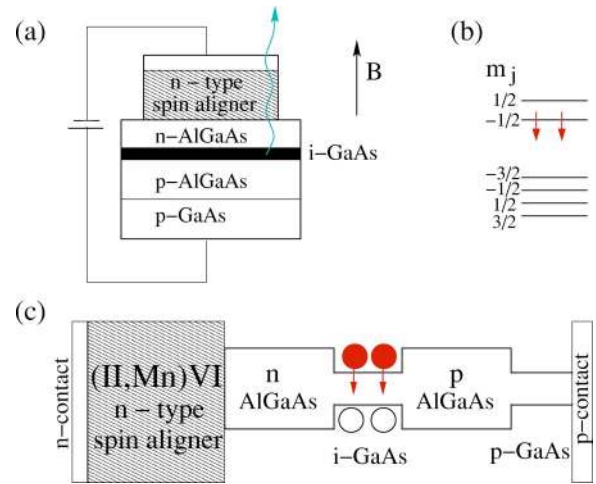 (a)
n − type
spin aligner
n−AlGaAs
i−GaAs
p−AlGaAs
p−GaAs
B
(b)
m j
1/2
−1/2
−3/2
−1/2
1/2
3/2
(c)
n−contact
(II,Mn)VI
n − type
spin aligner
n
AlGaAs
i−GaAs
p
AlGaAs
p−GaAs
p−contact